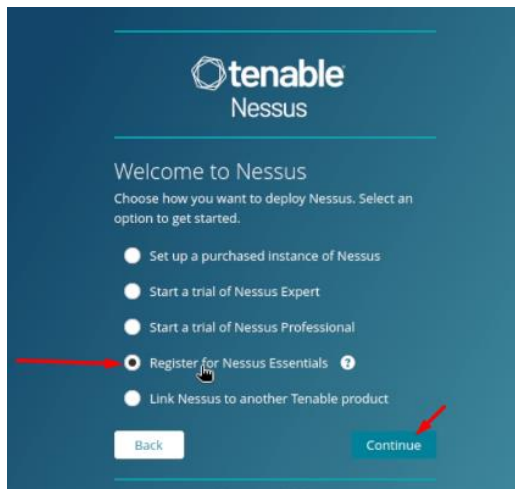 tenable
Nessus
Welcome to Nessus
Choose how you want to deploy Nessus. Select an
option to get started.
Set up a purchased instance of Nessus
Start a trial of Nessus Expert
Start a trial of Nessus Professional
Register for Nessus Essentials ?
Link Nessus to another Tenable product
Back Continue